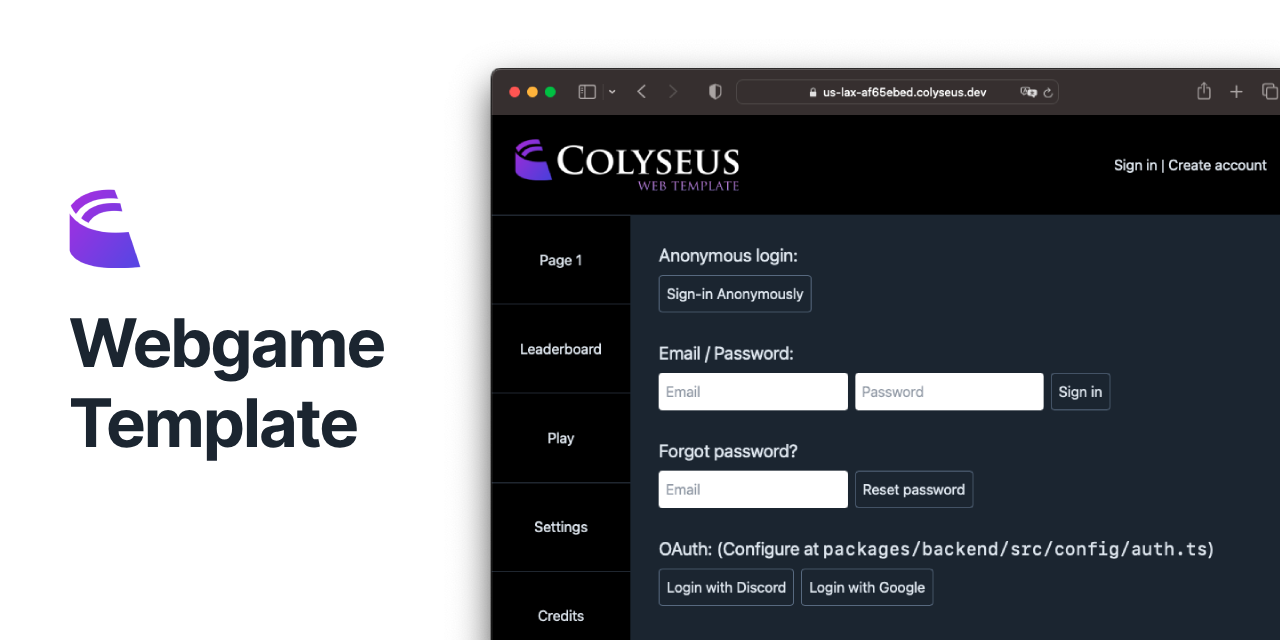 Webgame
Template
us-lax-af65ebed.colyseus.dev
COLYSEUS
WEB TEMPLATE
Sign in | Create account
Page 1
Leaderboard
Play
Settings
Credits
Anonymous login:
Sign-in Anonymously
Email / Password:
Email
Password
Sign in
Forgot password?
Email
Reset password
OAuth: (Configure at packages/backend/src/config/auth.ts)
Login with Discord
Login with Google